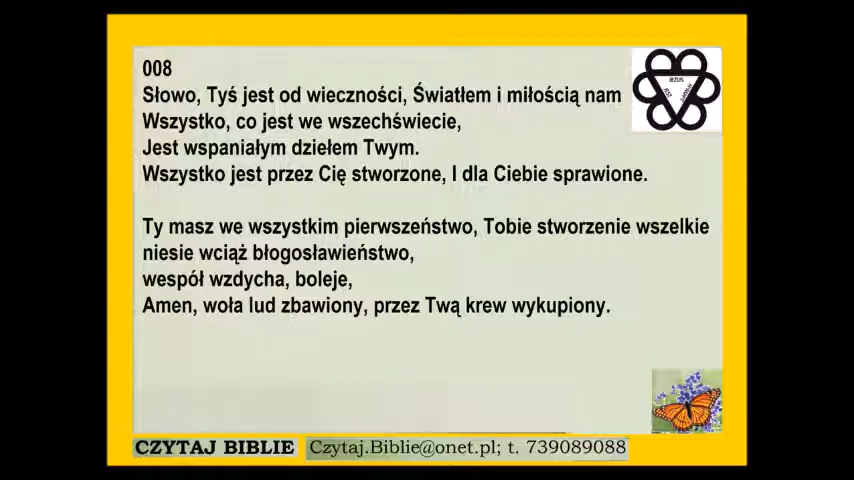 008
Słowo, Tyś jest od wieczności, Światłem i miłością nam
Wszystko, co jest we wszechświecie,
Jest wspaniałym dziełem Twym.
Wszystko jest przez Cię stworzone, I dla Ciebie sprawione.
Ty masz we wszystkim pierwszeństwo, Tobie stworzenie wszelkie
niesie wciąż błogosławieństwo,
wespół wzdycha, boleje,
Amen, woła lud zbawiony, przez Twą krew wykupiony.
JEZUS
JEST
CZYTAJ BIBLIE
Czytaj.Biblie@onet.pl; t. 739089088